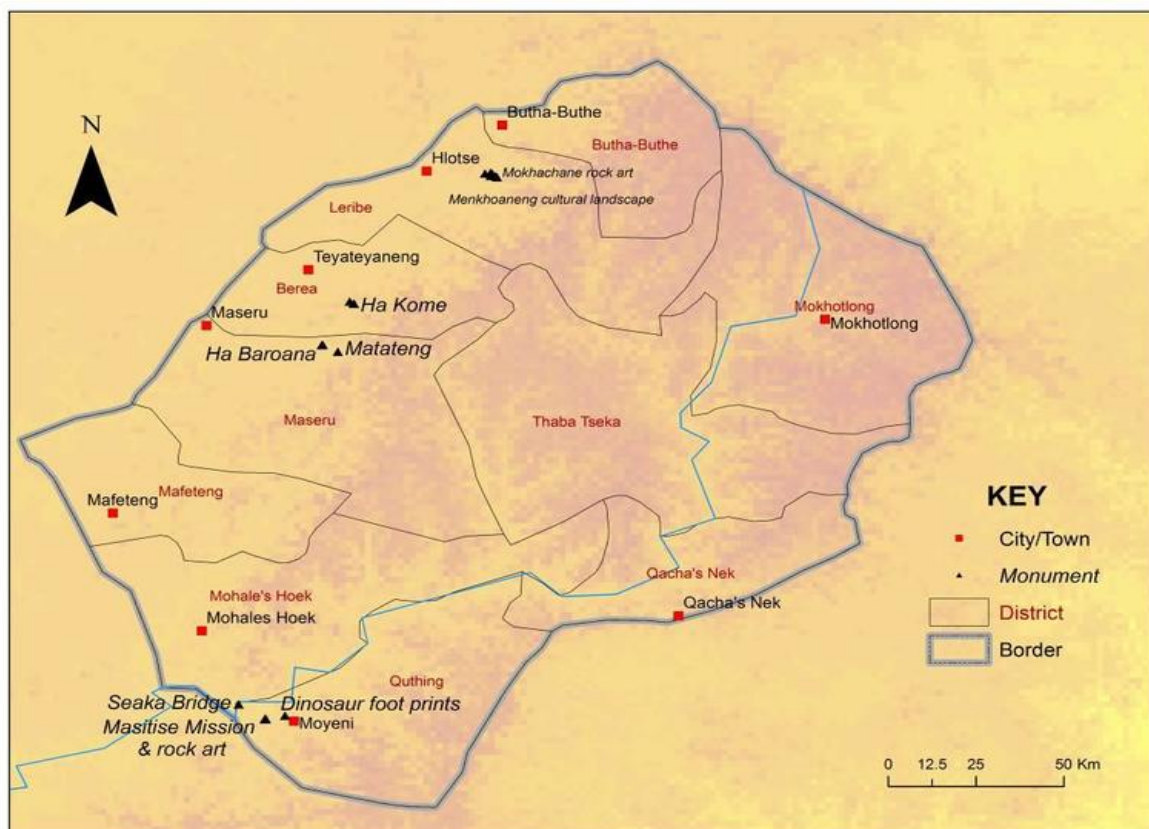 N
Butha-Buthe
Butha-Buthe
Hlotse
Mokhachane rock art
Menkhoaneng cultural landscape
Leribe
Teyateyaneng
Berea
Ha Kome
Mokhotlong
Mokhotlong
Maseru
Ha Baroana
Matateng
Maseru
Thaba Tseka
Mafeteng
Mafeteng
KEY
City/Town
Monument
District
Border
Qacha's Nek
Qacha's Nek
Mohale's Hoek
Mohales Hoek
Quthing
Seaka Bridge
Dinosaur foot prints
Masitise Mission
& rock art
Moyeni
0 12.5 25 50 Km